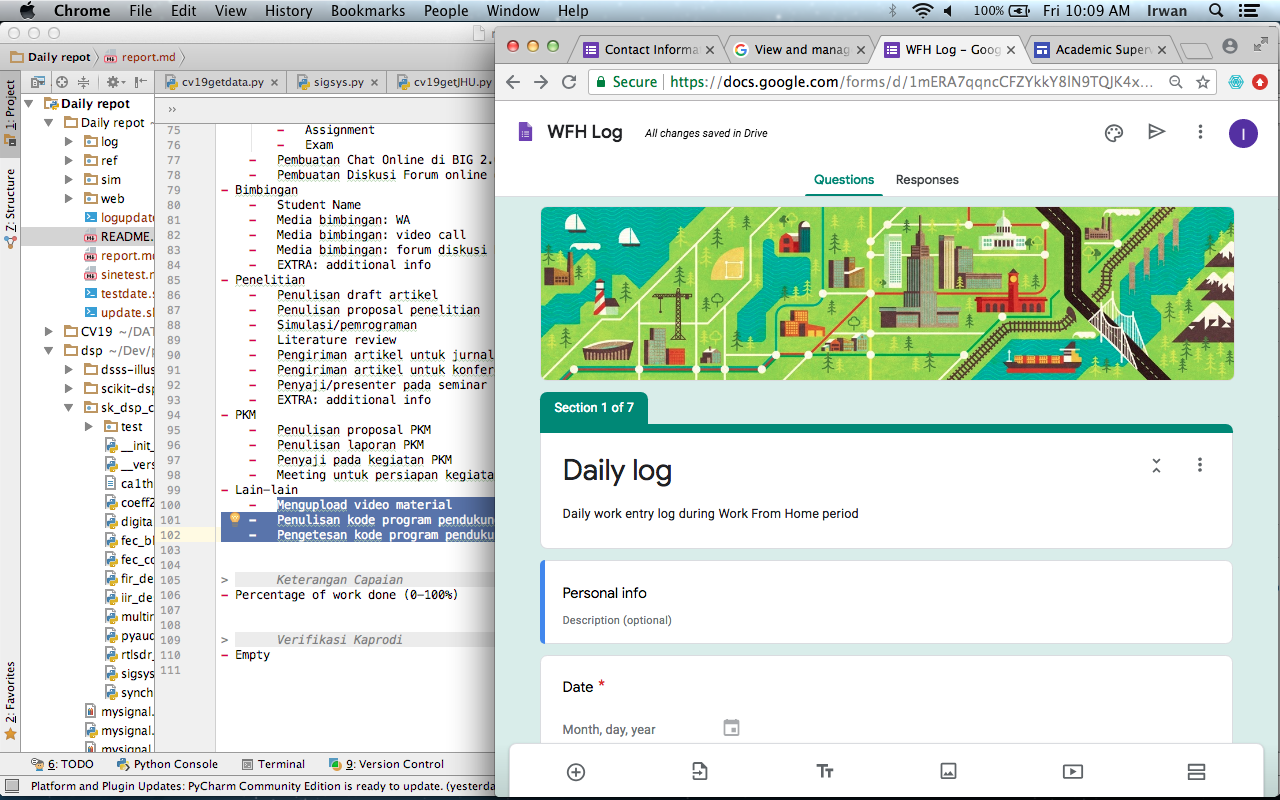 Chrome File Edit View History Bookmarks People Window Help 100% Fri 10:09 AM Irwan
Daily repot report.md
cv19getdata.py sigsys.py cv19getJHU.py
1: Project
Z: Structure
2: Favorites
Daily repot
Daily repot
log
ref
sim
web
logupdate
README.
report.md
sinetest.r
testdate.s
update.sh
CV19 ~/DAT
dsp ~/Dev/p
dsss-illus
scikit-dsp
sk_dsp_c
test
__init_
__vers
ca1th
coeff2
digita
fec_bl
fec_co
fir_de
iir_de
multir
pyaud
rtlsdr_
sigsys
synch
mysignal.
mysignal.
mysignal
75 - Assignment
76 - Exam
77 - Pembuatan Chat Online di BIG 2.
78 - Pembuatan Diskusi Forum online
79 - Bimbingan
80 - Student Name
81 - Media bimbingan: WA
82 - Media bimbingan: video call
83 - Media bimbingan: forum diskusi
84 - EXTRA: additional info
85 - Penelitian
86 - Penulisan draft artikel
87 - Penulisan proposal penelitian
88 - Simulasi/pemrograman
89 - Literature review
90 - Pengiriman artikel untuk jurnal
91 - Pengiriman artikel untuk konfer
92 - Penyaji/presenter pada seminar
93 - EXTRA: additional info
94 - PKM
95 - Penulisan proposal PKM
96 - Penulisan laporan PKM
97 - Penyaji pada kegiatan PKM
98 - Meeting untuk persiapan kegiata
99 - Lain-lain
100 - Mengupload video material
101 - Penulisan kode program pendukun
102 - Pengetesan kode program penduku
103
104
105 > Keterangan Capaian
106 - Percentage of work done (0-100%)
107
108
109 > Verifikasi Kaprodi
110 - Empty
111
6: TODO Python Console Terminal 9: Version Control
Platform and Plugin Updates: PyCharm Community Edition is ready to update. (yesterda
Contact Informa View and manag WFH Log - Goog Academic Superv
Secure https://docs.google.com/forms/d/1mERA7qqncCFZYkkY8lN9TQJK4x...
WFH Log All changes saved in Drive I
Questions Responses
Section 1 of 7
Daily log
Daily work entry log during Work From Home period
Personal info
Description (optional)
Date *
Month, day, year
Tт